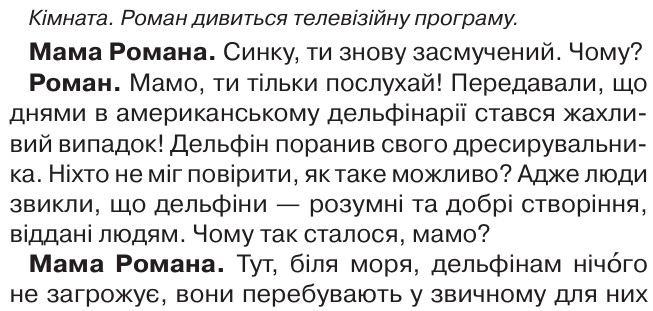 Кімната. Роман дивиться телевізійну програму.
Мама Романа. Синку, ти знову засмучений. Чому?
Роман. Мамо, ти тільки послухай! Передавали, що
днями в американському дельфінарії стався жахли-
вий випадок! Дельфін поранив свого дресирувальни-
ка. Ніхто не міг повірити, як таке можливо? Адже люди
звикли, що дельфіни — розумні та добрі створіння,
віддані людям. Чому так сталося, мамо?
Мама Романа. Тут, біля моря, дельфінам нічо́го
не загрожує, вони перебувають у звичному для них